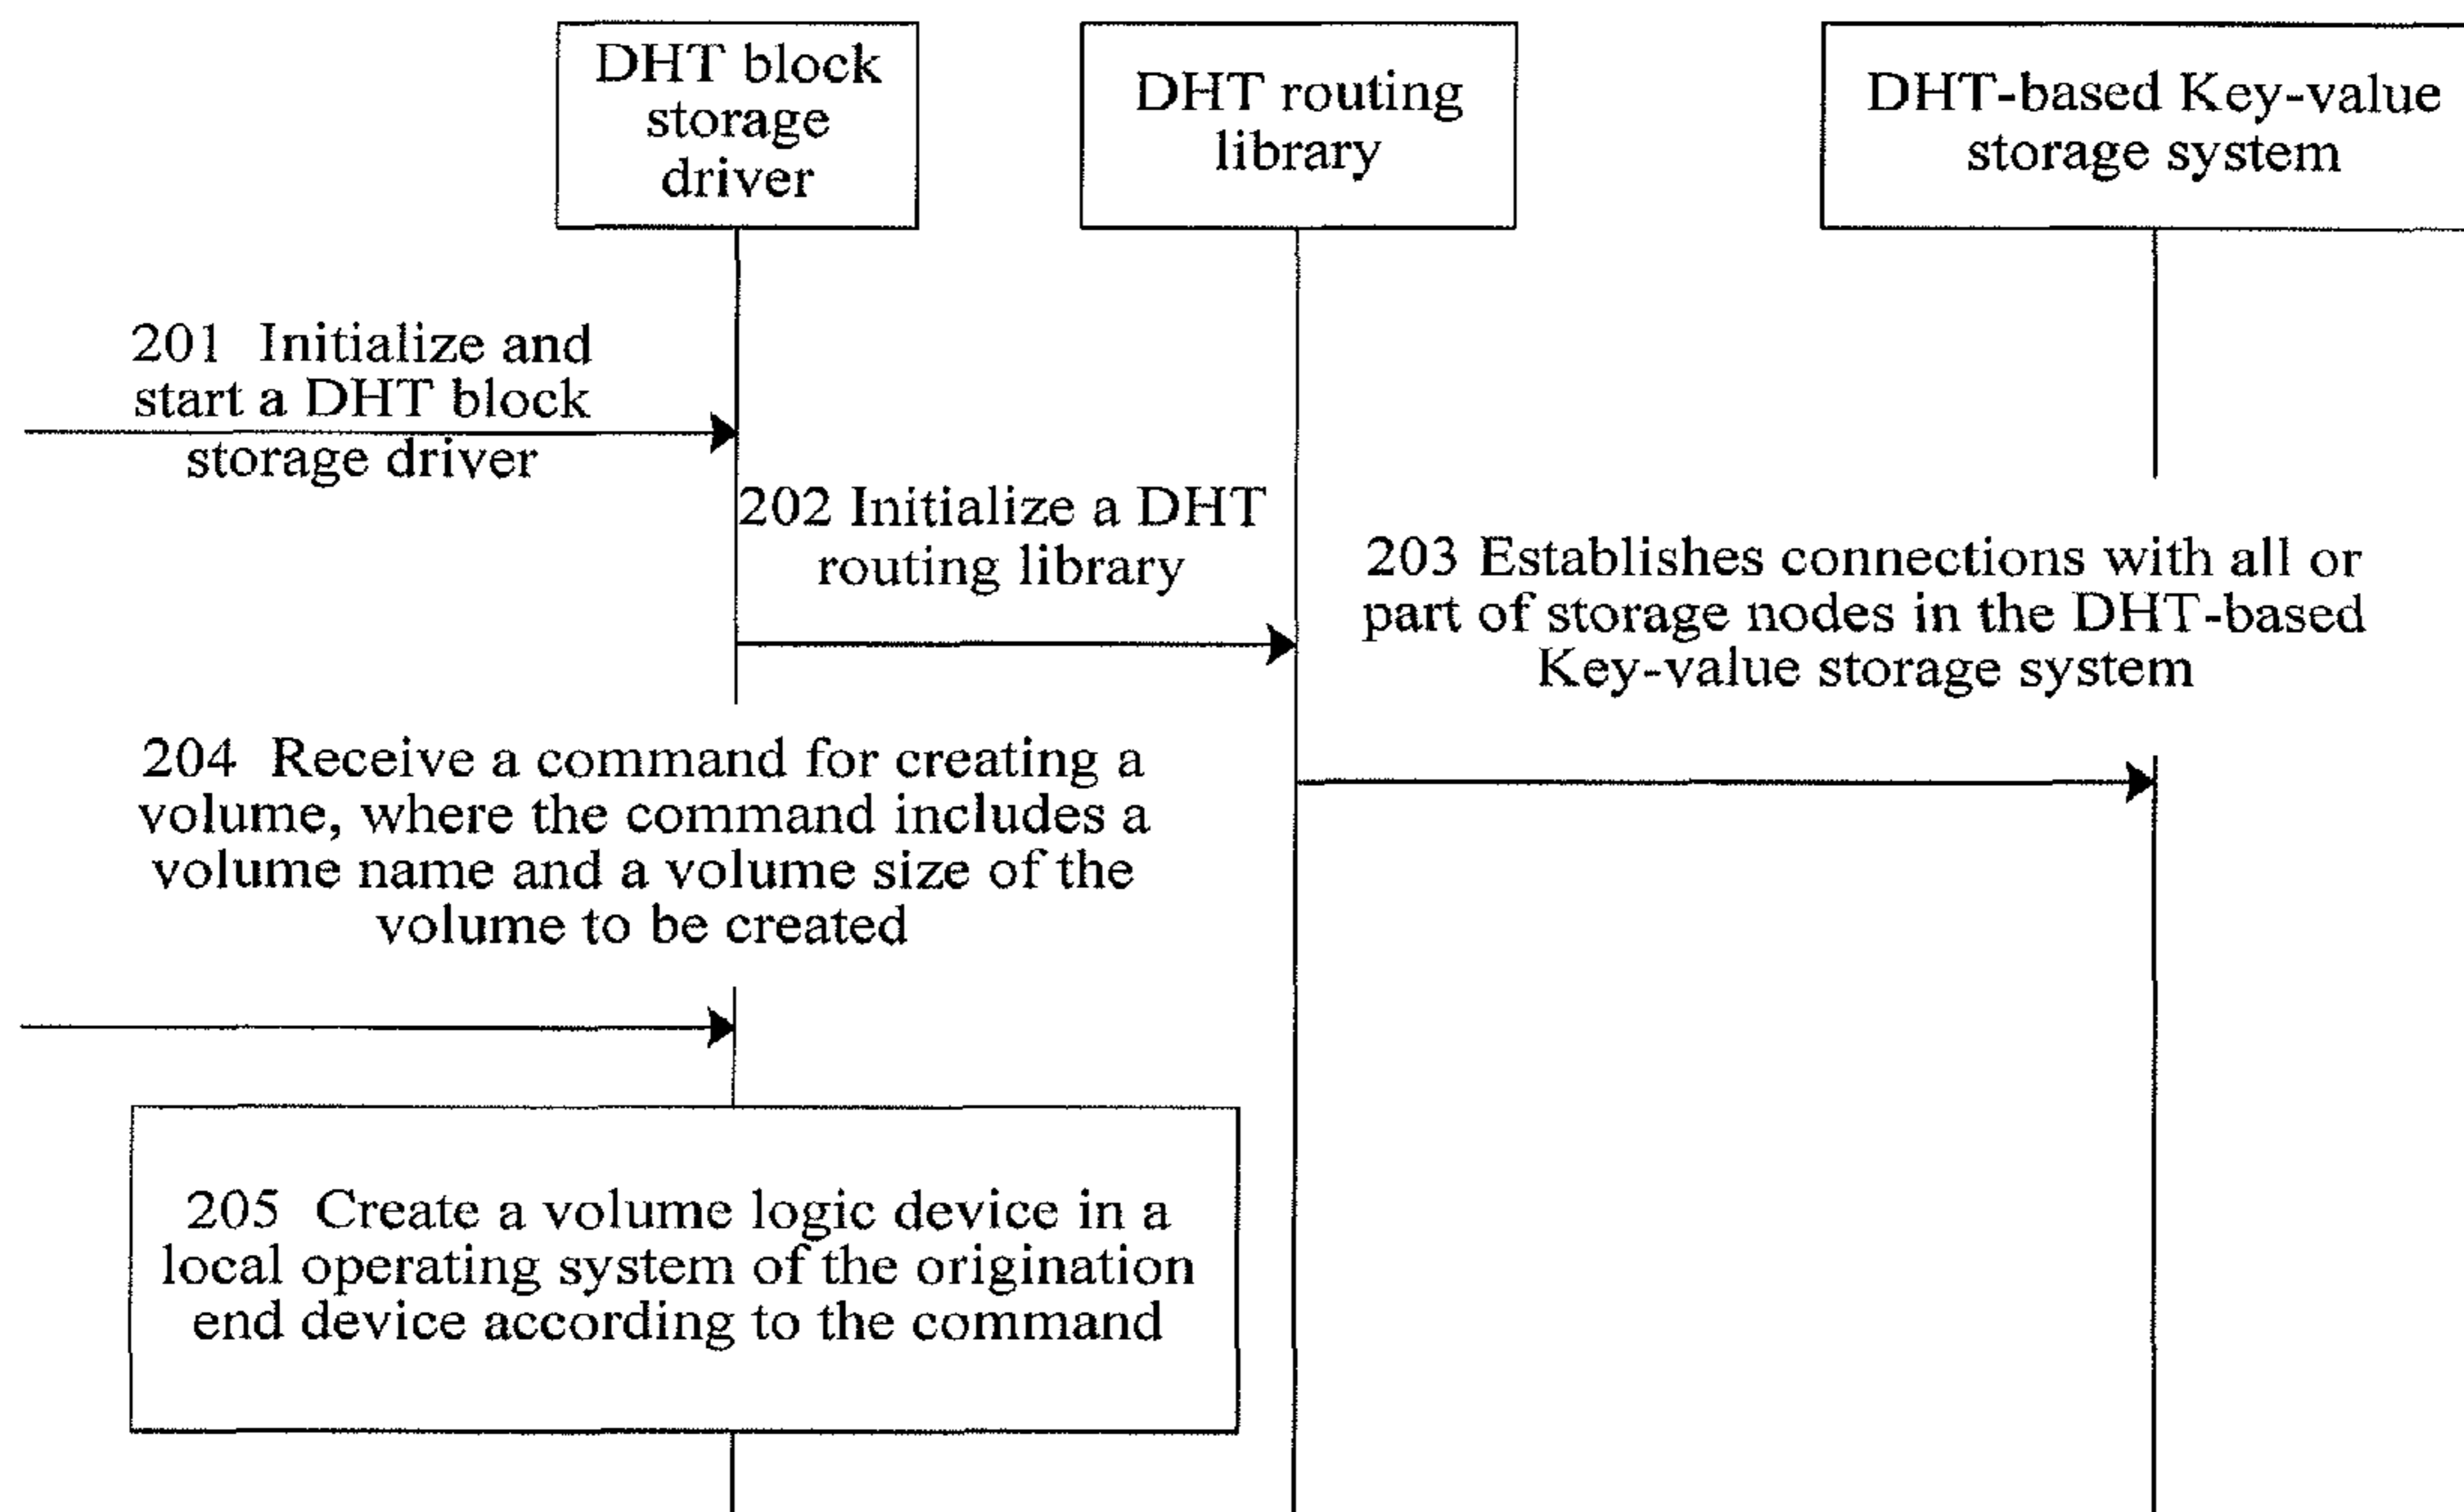 DHT block
storage
driver
DHT routing
library
DHT-based Key-value
storage system
201 Initialize and
start a DHT block
storage driver
202 Initialize a DHT
routing library
203 Establishes connections with all or
part of storage nodes in the DHT-based
Key-value storage system
204 Receive a command for creating a
volume, where the command includes a
volume name and a volume size of the
volume to be created
205 Create a volume logic device in a
local operating system of the origination
end device according to the command